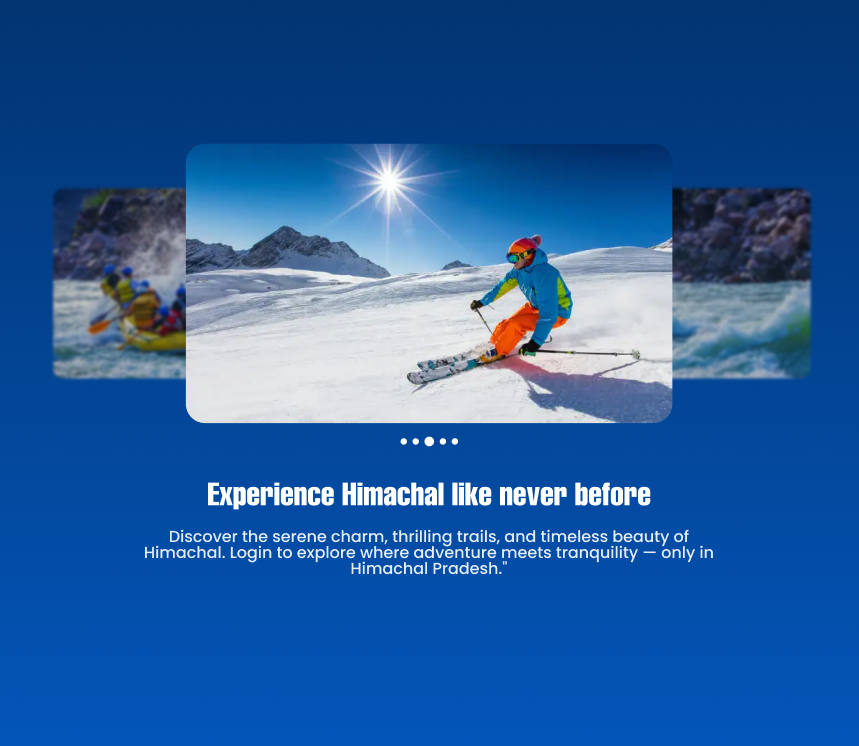 Experience Himachal like never before
Discover the serene charm, thrilling trails, and timeless beauty of
Himachal. Login to explore where adventure meets tranquility — only in
Himachal Pradesh."